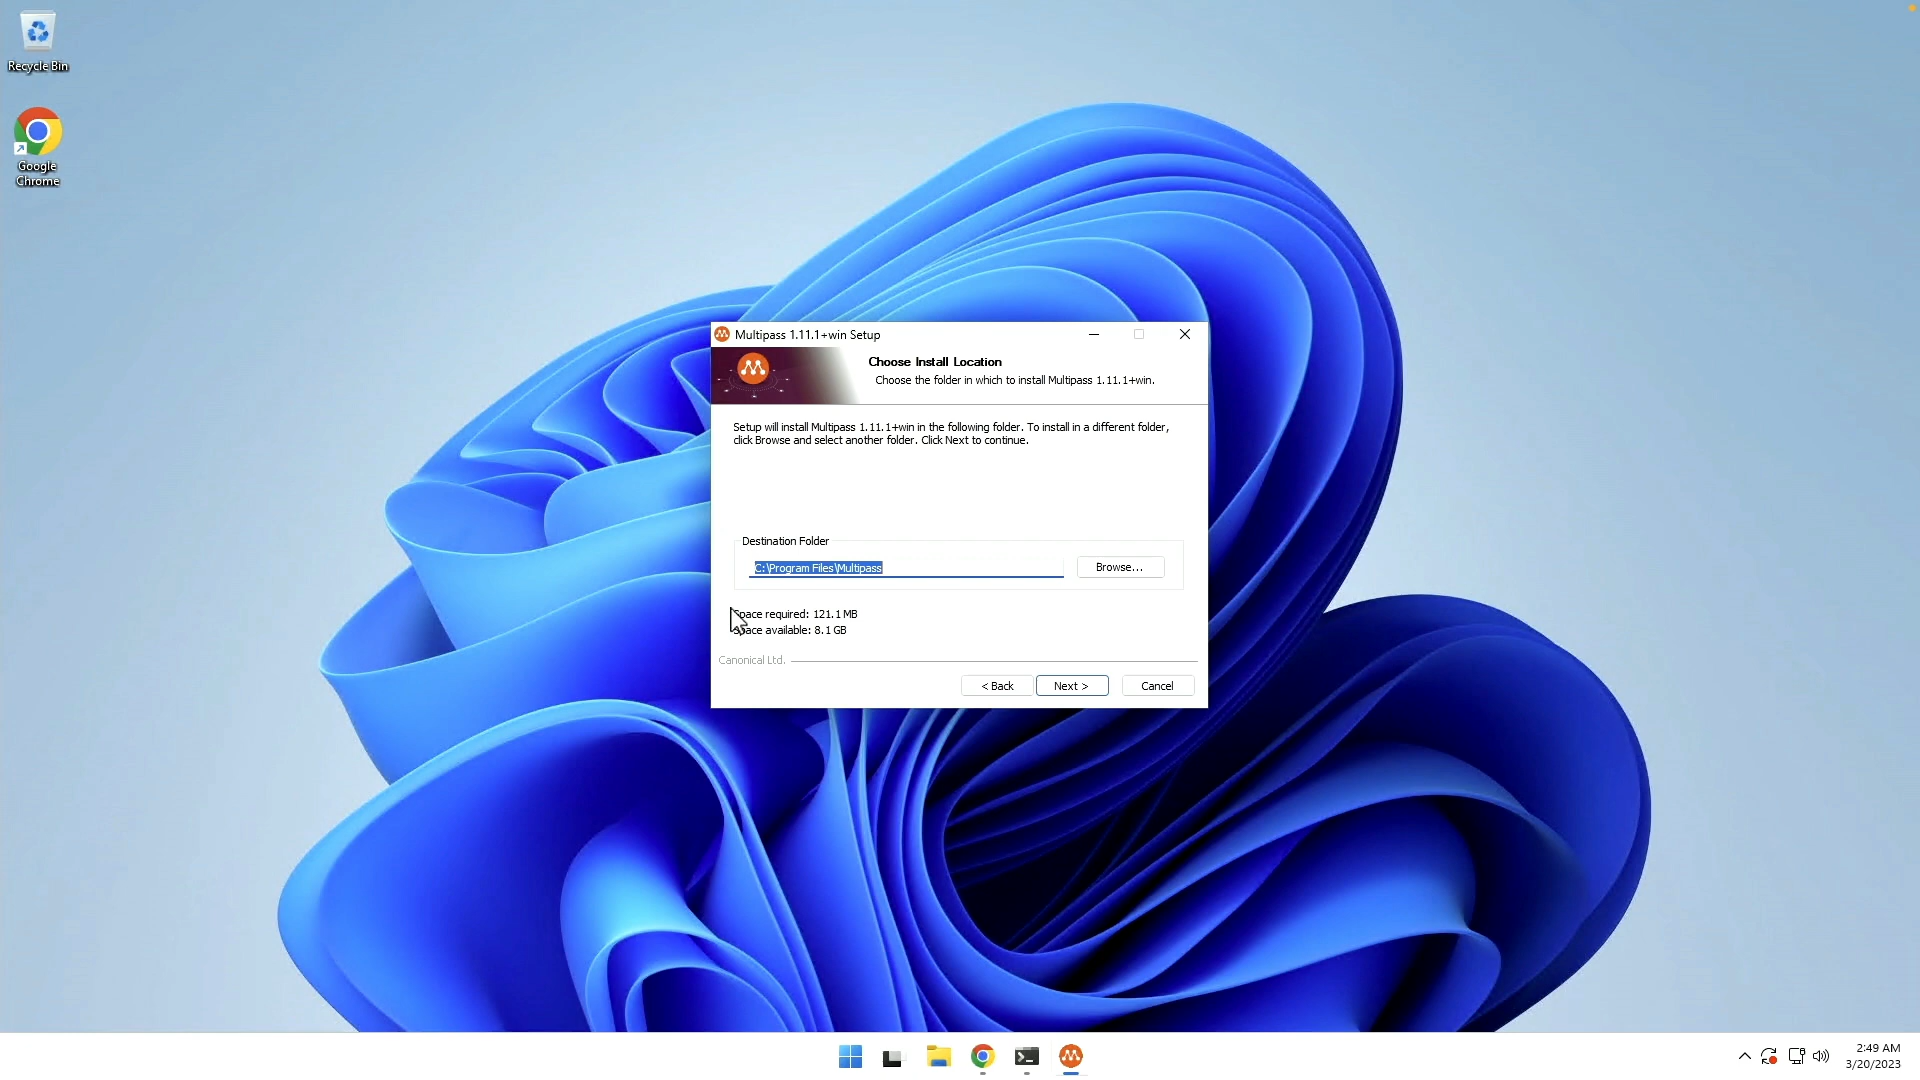 Recycle Bin
Google
Chrome
Multipass 1.11.1+win Setup
Choose Install Location
Choose the folder in which to install Multipass 1.11.1+win.
Setup will install Multipass 1.11.1+win in the following folder. To install in a different folder,
click Browse and select another folder. Click Next to continue.
Destination Folder
C:\Program Files\Multipass
Browse...
Space required: 121.1 MB
Space available: 8.1 GB
Canonical Ltd.
< Back
Next >
Cancel
2:49 AM
3/20/2023